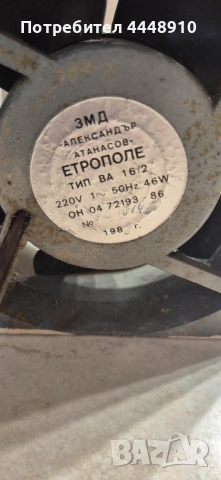 Потребител 4448910
ЗМД
"АЛЕКСАНДЪР
АТАНАСОВ"
ЕТРОПОЛЕ
ТИП ВА 16/2
220V 1~ 50Hz 46W
ОН 04 72193 - 86
№
198 г.
bazar